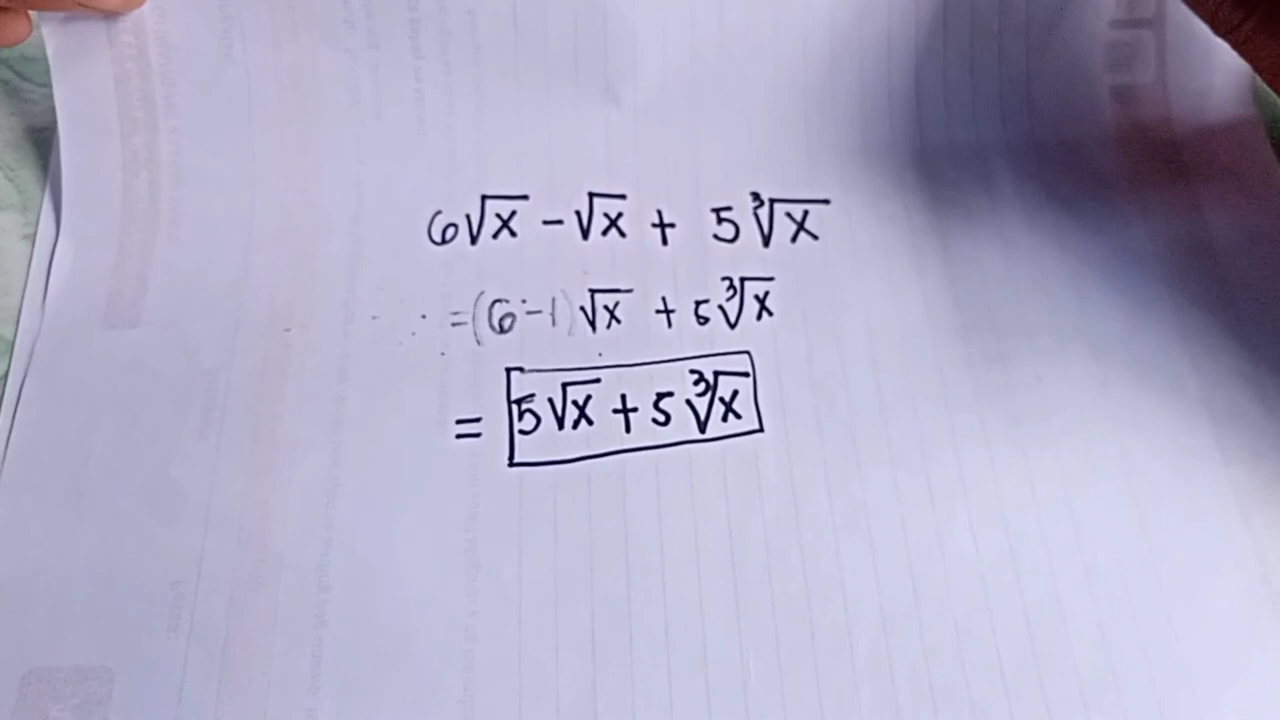 6√x - √x + 5∛x
= (6-1)√x + 5∛x
= 5√x + 5∛x